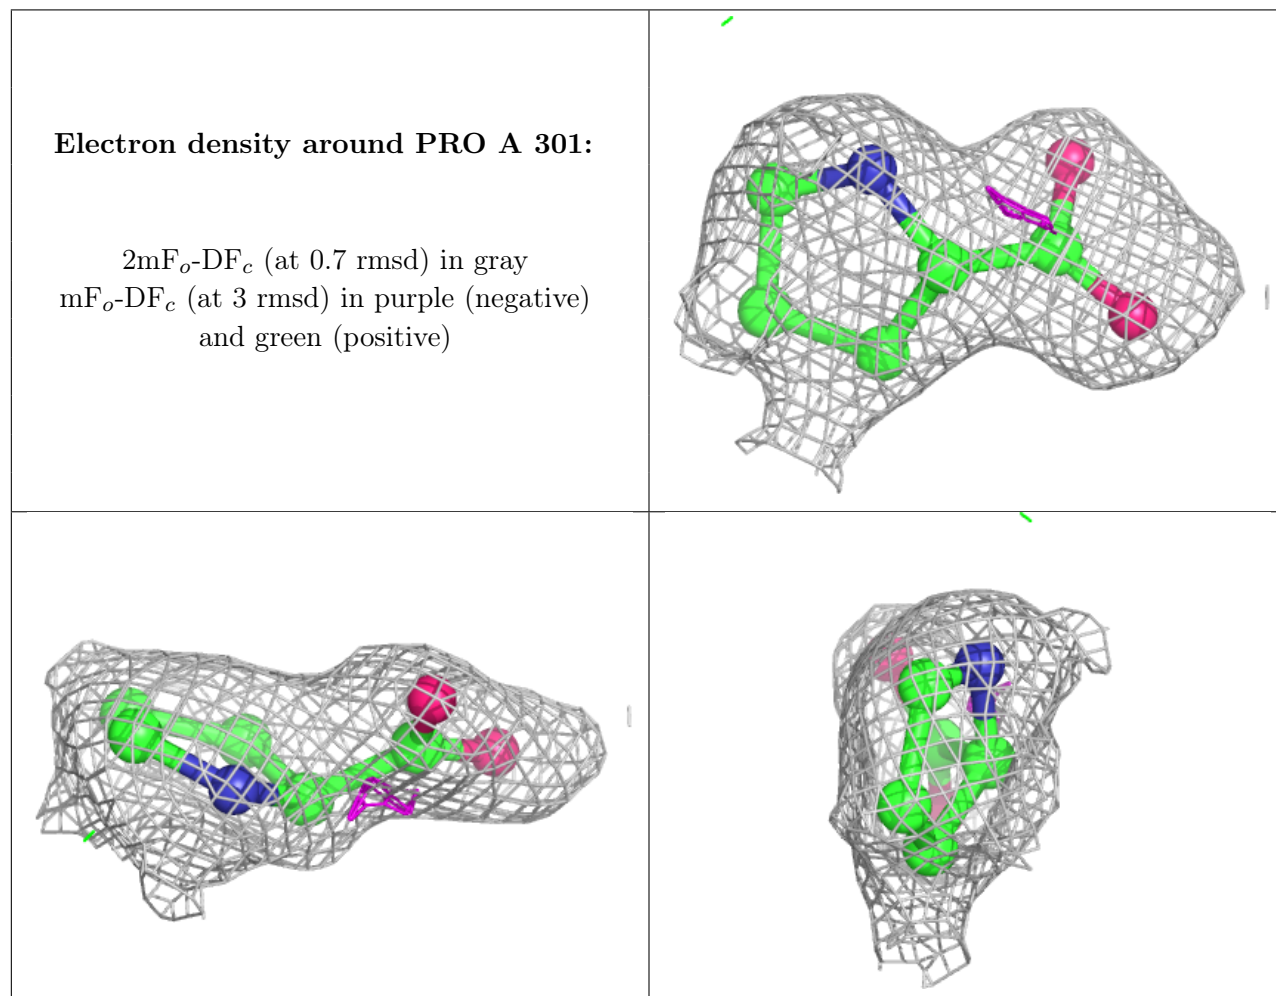 Electron density around PRO A 301:
2mFo-DFc (at 0.7 rmsd) in gray
mFo-DFc (at 3 rmsd) in purple (negative)
and green (positive)